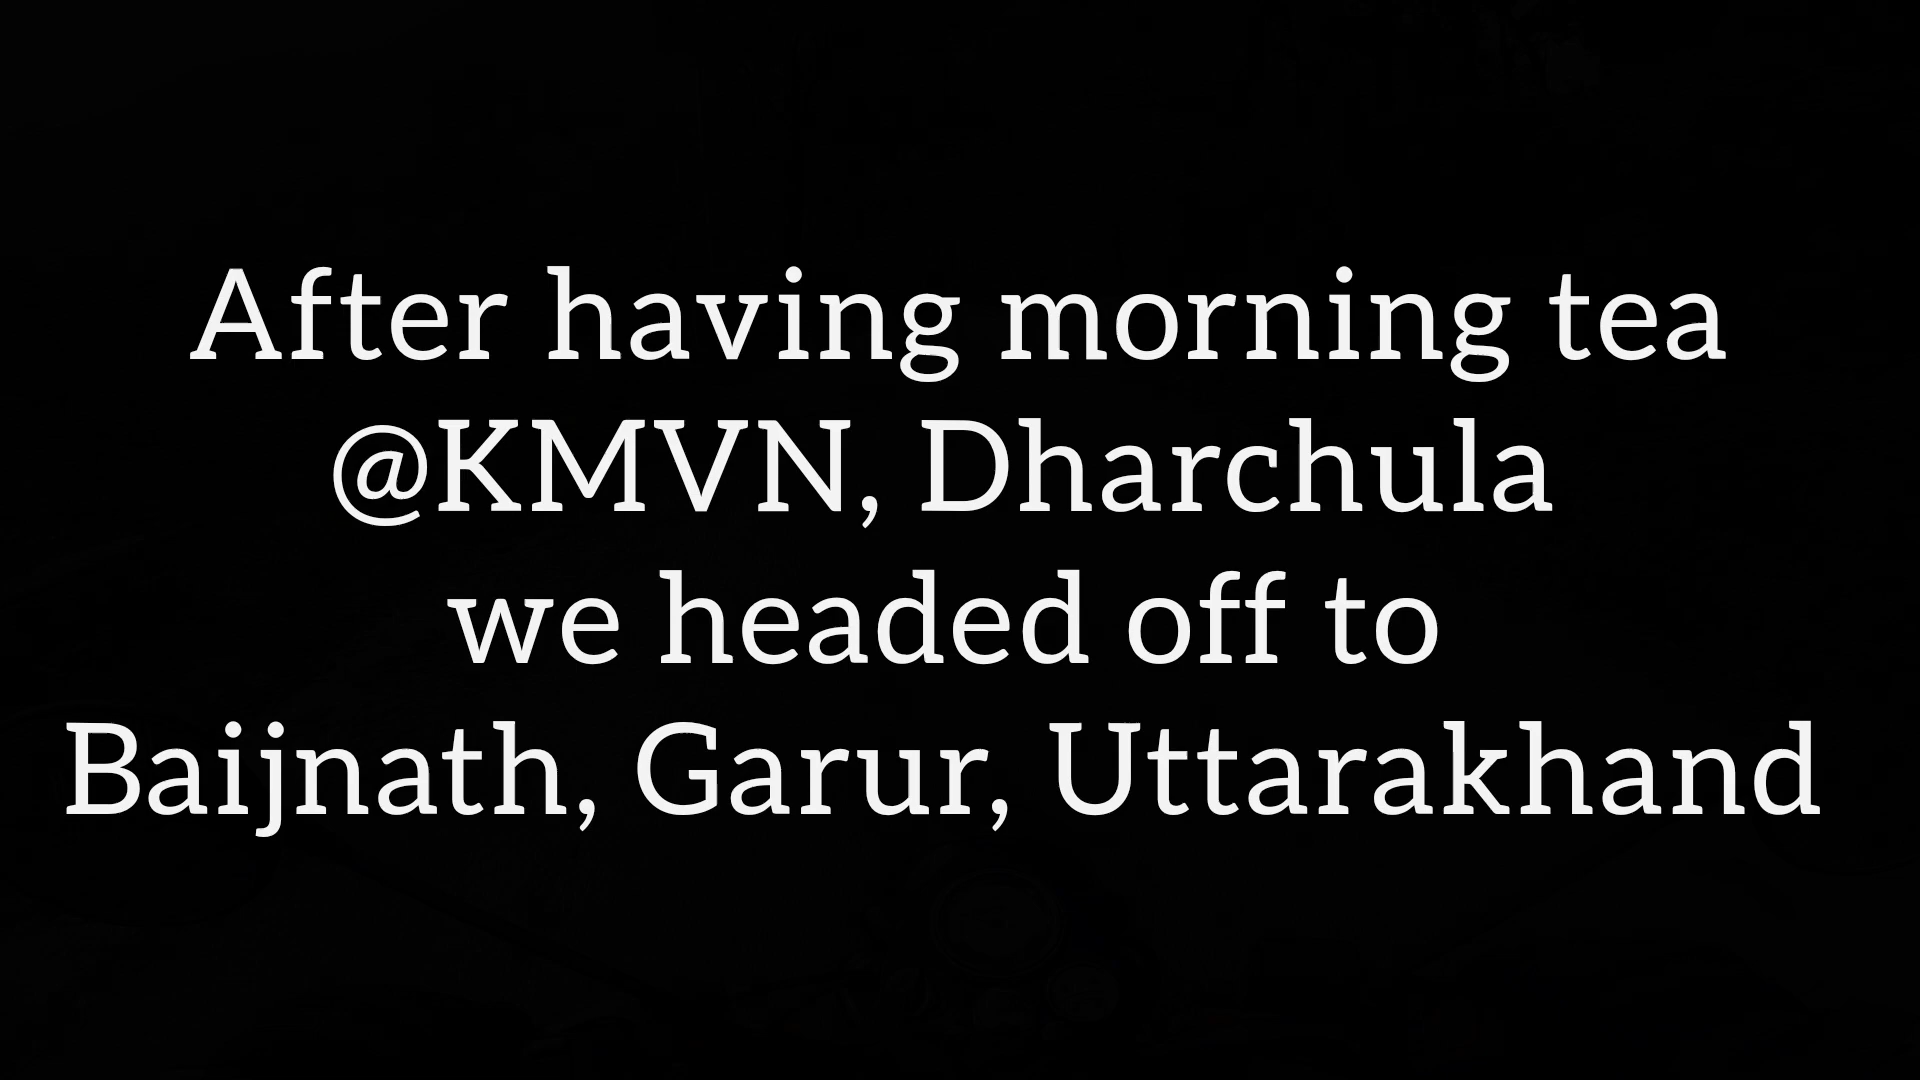 After having morning tea
@KMVN, Dharchula
we headed off to
Baijnath, Garur, Uttarakhand